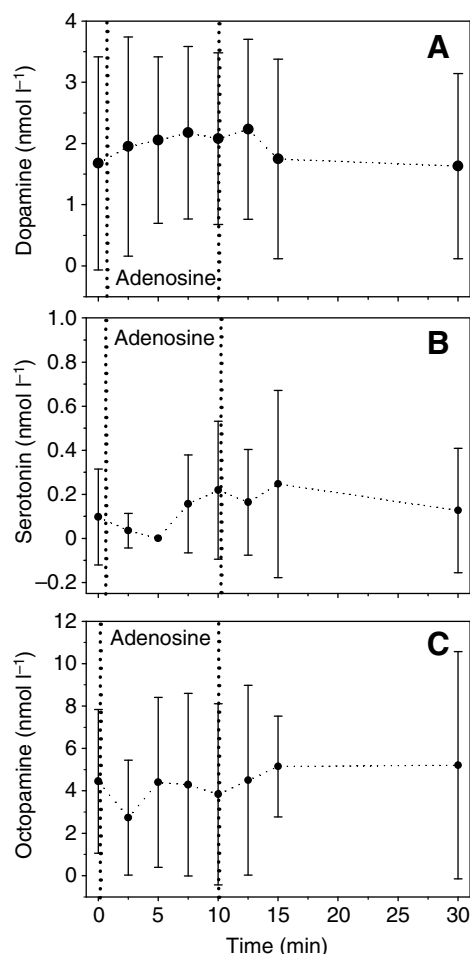 A
Dopamine (nmol l⁻¹)
4
3
2
1
0
Adenosine
B
Serotonin (nmol l⁻¹)
Adenosine
1.0
0.8
0.6
0.4
0.2
0
–0.2
C
Octopamine (nmol l⁻¹)
Adenosine
12
10
8
6
4
2
0
0 5 10 15 20 25 30
Time (min)